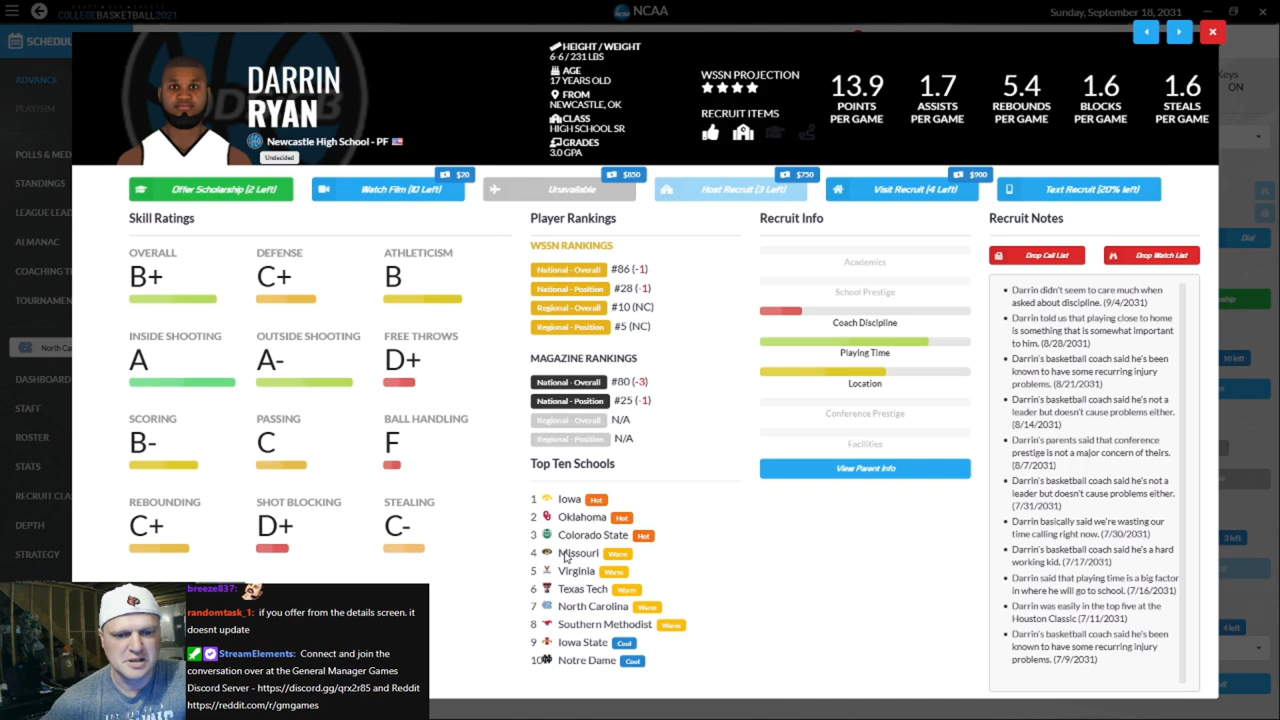 COLLEGE BASKETBALL 2021
NCAA
Sunday, September 18, 2031
ADVANCE
PLAY/SIM
POLLS & MED
STANDINGS
LEAGUE LEAD
ALMANAC
COACHING T
TOURNAMEN
North Ca
DASHBOARD
STAFF
ROSTER
STATS
RECRUIT CLA
DEPTH
STRATEGY
DARRIN
RYAN
Newcastle High School - PF
Undecided
HEIGHT / WEIGHT
6-6 / 231 LBS
AGE
17 YEARS OLD
FROM
NEWCASTLE, OK
CLASS
HIGH SCHOOL SR
GRADES
3.0 GPA
WSSN PROJECTION
RECRUIT ITEMS
13.9
POINTS
PER GAME
1.7
ASSISTS
PER GAME
5.4
REBOUNDS
PER GAME
1.6
BLOCKS
PER GAME
1.6
STEALS
PER GAME
Keys
ON
Offer Scholarship (2 Left)
$20
Watch Film (10 Left)
$850
Unavailable
$750
Host Recruit (3 Left)
$900
Visit Recruit (4 Left)
Text Recruit (20% left)
Skill Ratings
OVERALL
B+
DEFENSE
C+
ATHLETICISM
B
INSIDE SHOOTING
A
OUTSIDE SHOOTING
A-
FREE THROWS
D+
SCORING
B-
PASSING
C
BALL HANDLING
F
REBOUNDING
C+
SHOT BLOCKING
D+
STEALING
C-
Player Rankings
WSSN RANKINGS
National - Overall #86 (-1)
National - Position #28 (-1)
Regional - Overall #10 (NC)
Regional - Position #5 (NC)
MAGAZINE RANKINGS
National - Overall #80 (-3)
National - Position #25 (-1)
Regional - Overall N/A
Regional - Position N/A
Top Ten Schools
1 Iowa Hot
2 Oklahoma Hot
3 Colorado State Hot
4 Missouri Warm
5 Virginia Warm
6 Texas Tech Warm
7 North Carolina Warm
8 Southern Methodist Warm
9 Iowa State Cool
10 Notre Dame Cool
Recruit Info
Academics
School Prestige
Coach Discipline
Playing Time
Location
Conference Prestige
Facilities
View Parent Info
Recruit Notes
Drop Call List
Drop Watch List
Darrin didn't seem to care much when
asked about discipline. (9/4/2031)
Darrin told us that playing close to home
is something that is somewhat important
to him. (8/28/2031)
Darrin's basketball coach said he's been
known to have some recurring injury
problems. (8/21/2031)
Darrin's basketball coach said he's not a
leader but doesn't cause problems either.
(8/14/2031)
Darrin's parents said that conference
prestige is not a major concern of theirs.
(8/7/2031)
Darrin's basketball coach said he's not a
leader but doesn't cause problems either.
(7/31/2031)
Darrin basically said we're wasting our
time calling right now. (7/30/2031)
Darrin's basketball coach said he's a hard
working kid. (7/17/2031)
Darrin said that playing time is a big factor
in where he will go to school. (7/16/2031)
Darrin was easily in the top five at the
Houston Classic (7/11/2031)
Darrin's basketball coach said he's been
known to have some recurring injury
problems. (7/9/2031)
breeze837:
randomtask_1: if you offer from the details screen. it
doesnt update
StreamElements: Connect and join the
conversation over at the General Manager Games
Discord Server - https://discord.gg/qrx2r85 and Reddit
https://reddit.com/r/gmgames